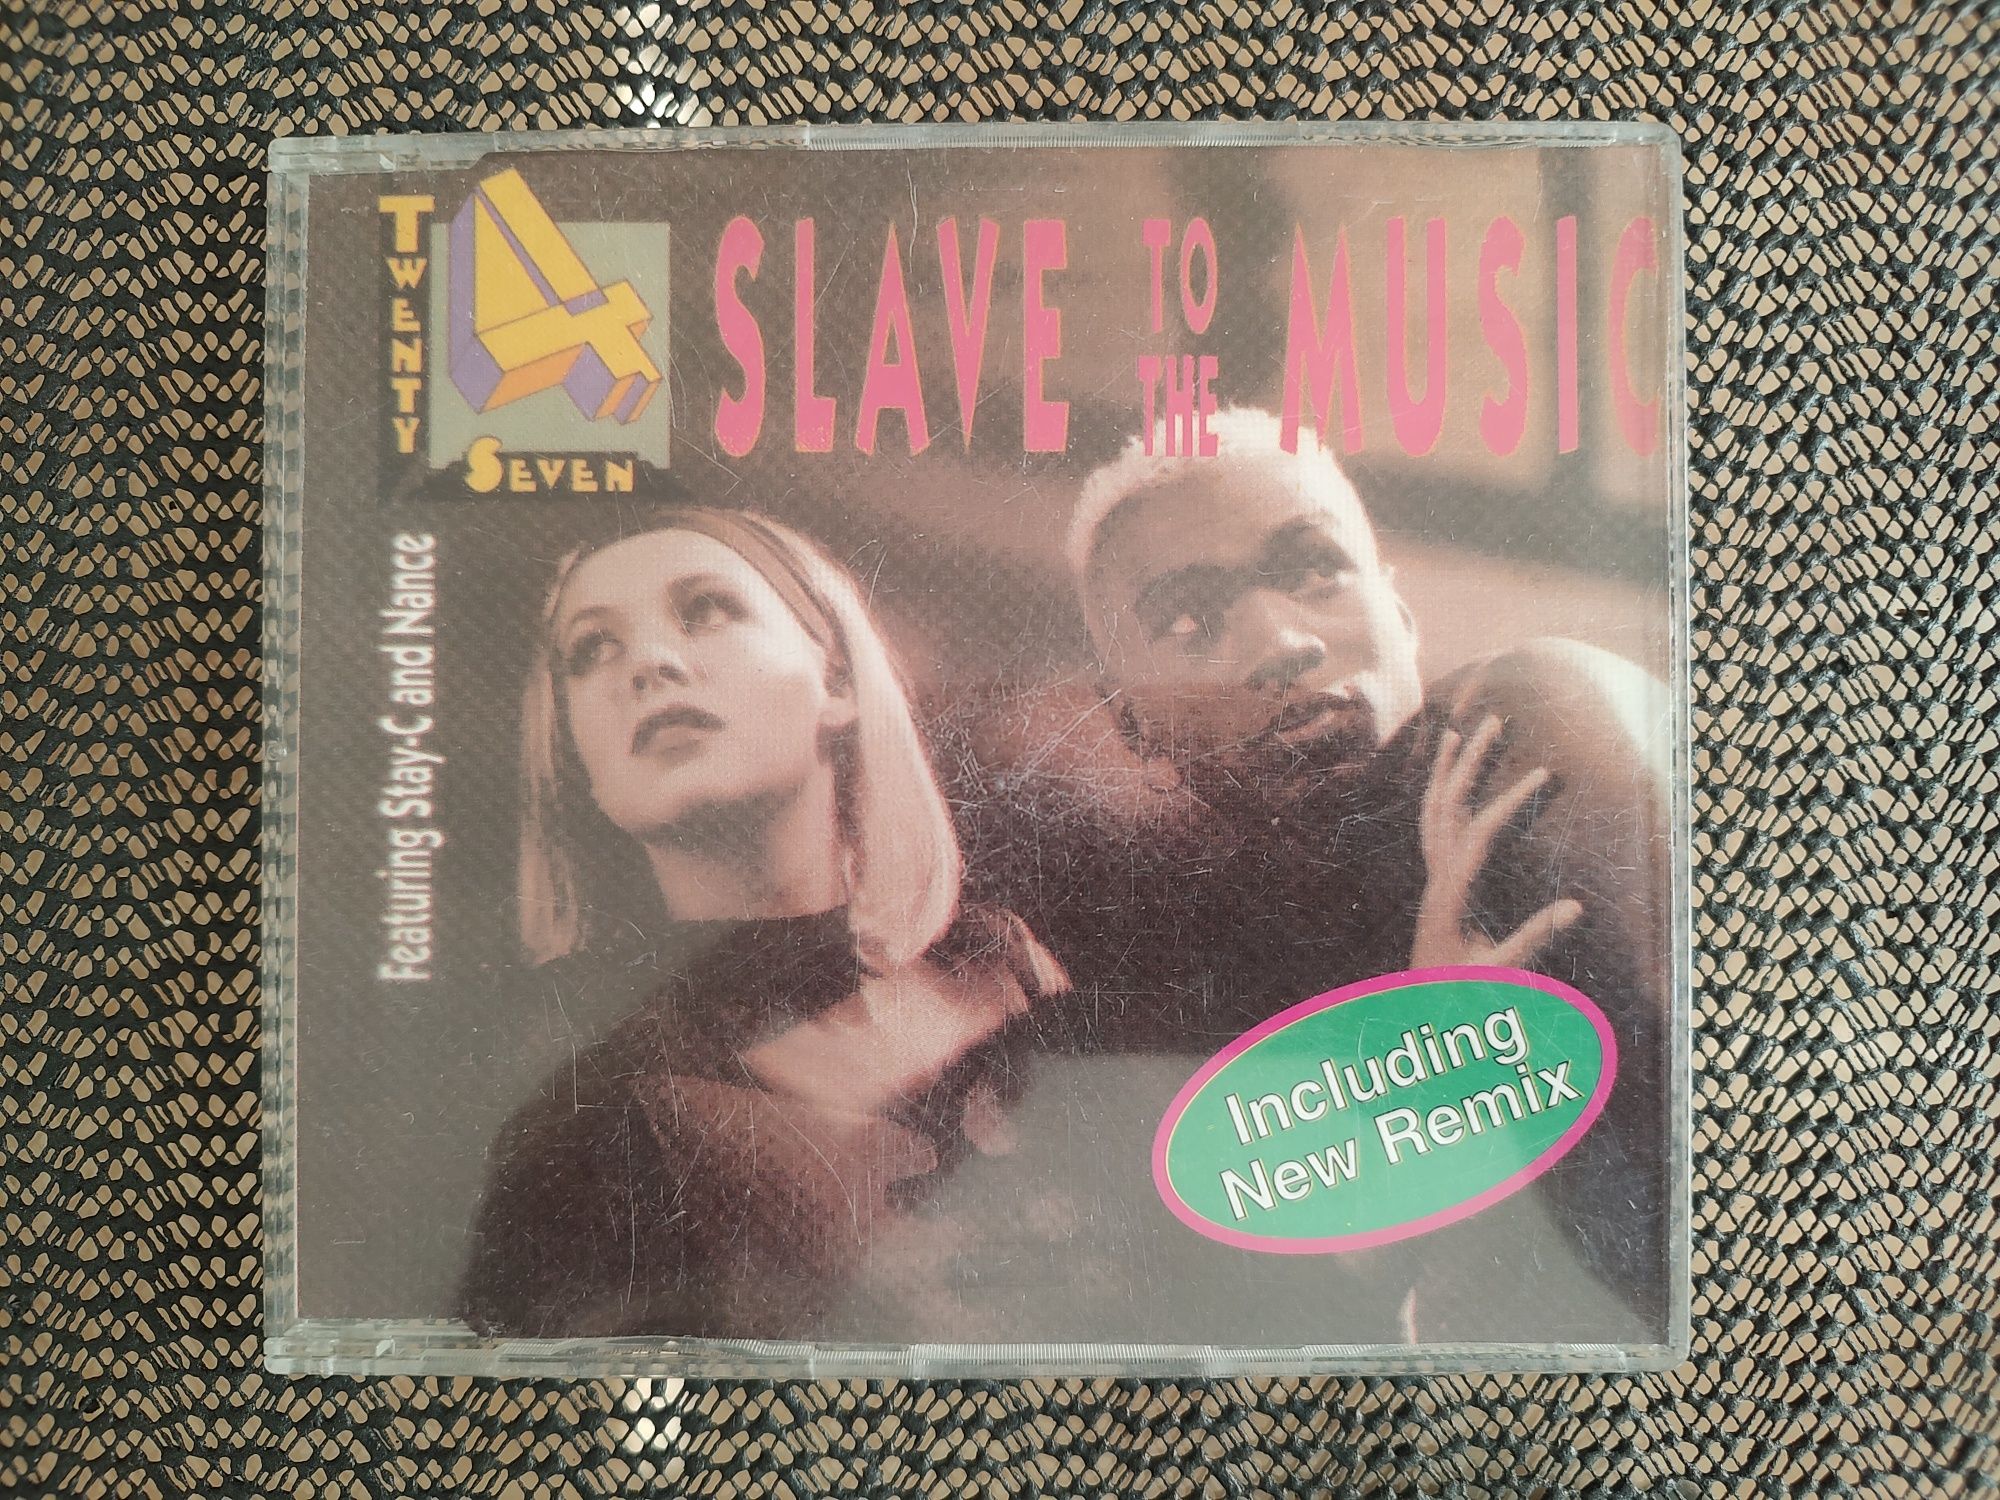 TWENTY
4
SEVEN
SLAVE TO THE MUSIC
Featuring Stay-C and Nance
Including
New Remix